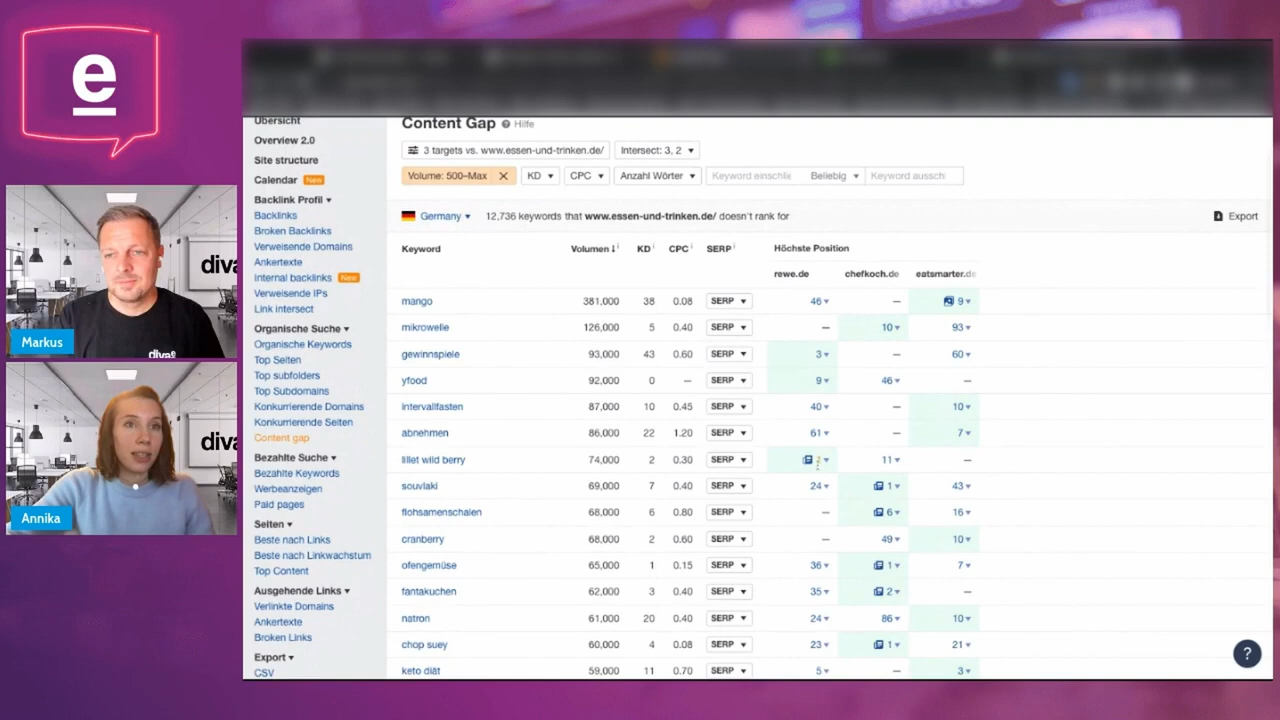 e
diva
Markus
diva-e
diva
Annika
Übersicht
Overview 2.0
Site structure
Calendar New
Backlink Profil
Backlinks
Broken Backlinks
Verweisende Domains
Ankertexte
Internal backlinks New
Verweisende IPs
Link intersect
Organische Suche
Organische Keywords
Top Seiten
Top subfolders
Top Subdomains
Konkurrierende Domains
Konkurrierende Seiten
Content gap
Bezahlte Suche
Bezahlte Keywords
Werbeanzeigen
Paid pages
Seiten
Beste nach Links
Beste nach Linkwachstum
Top Content
Ausgehende Links
Verlinkte Domains
Ankertexte
Broken Links
Export
CSV
Content Gap ? Hilfe
3 targets vs. www.essen-und-trinken.de/ Intersect: 3, 2
Volume: 500–Max X KD CPC Anzahl Wörter Keyword einschlie Beliebig Keyword aussch
Germany 12,736 keywords that www.essen-und-trinken.de/ doesn't rank for Export
Keyword Volumen ↓ i KD i CPC i SERP i Höchste Position
rewe.de chefkoch.de eatsmarter.de
mango 381,000 38 0.08 SERP 46 — 9
mikrowelle 126,000 5 0.40 SERP — 10 93
gewinnspiele 93,000 43 0.60 SERP 3 — 60
yfood 92,000 0 — SERP 9 46 —
intervallfasten 87,000 10 0.45 SERP 40 — 10
abnehmen 86,000 22 1.20 SERP 61 — 7
lillet wild berry 74,000 2 0.30 SERP 11 —
souvlaki 69,000 7 0.40 SERP 24 1 43
flohsamenschalen 68,000 6 0.80 SERP — 6 16
cranberry 68,000 2 0.60 SERP — 49 10
ofengemüse 65,000 1 0.15 SERP 36 1 7
fantakuchen 62,000 3 0.40 SERP 35 2 —
natron 61,000 20 0.40 SERP 24 86 10
chop suey 60,000 4 0.08 SERP 23 1 21
keto diät 59,000 11 0.70 SERP 5 — 3
?